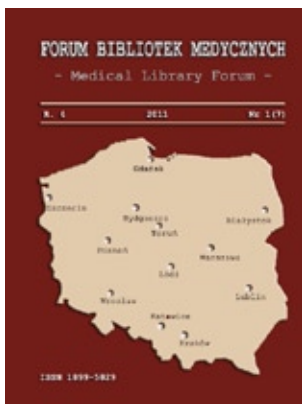 FORUM BIBLIOTEK MEDYCZNYCH
- Medical Library Forum -
R. 4 2011 Nr 1(7)
Gdańsk
Szczecin
Bydgoszcz
Białystok
Toruń
Poznań
Warszawa
Łódź
Lublin
Wrocław
Katowice
Kraków
ISSN 1899-5829